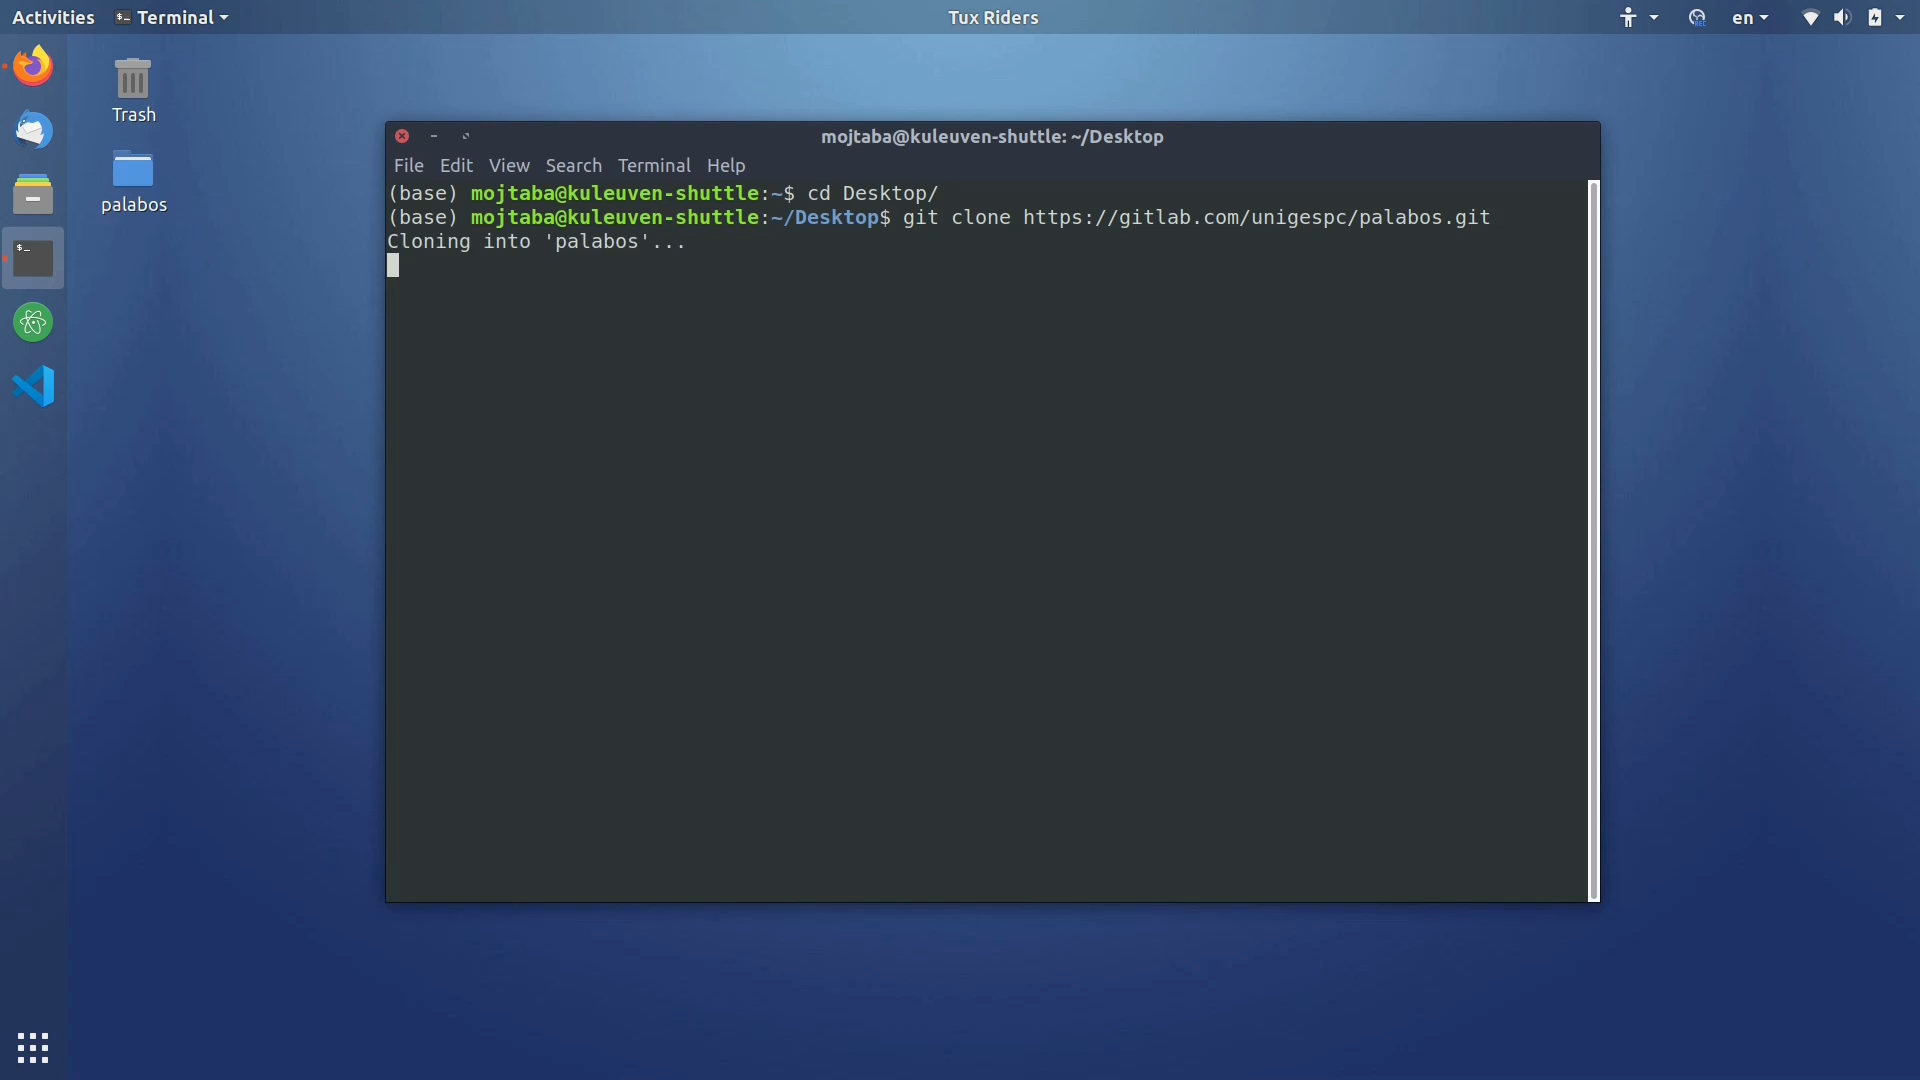 Activities Terminal Tux Riders en
Trash
palabos
mojtaba@kuleuven-shuttle: ~/Desktop
File Edit View Search Terminal Help
(base) mojtaba@kuleuven-shuttle:~$ cd Desktop/
(base) mojtaba@kuleuven-shuttle:~/Desktop$ git clone https://gitlab.com/unigespc/palabos.git
Cloning into 'palabos'...